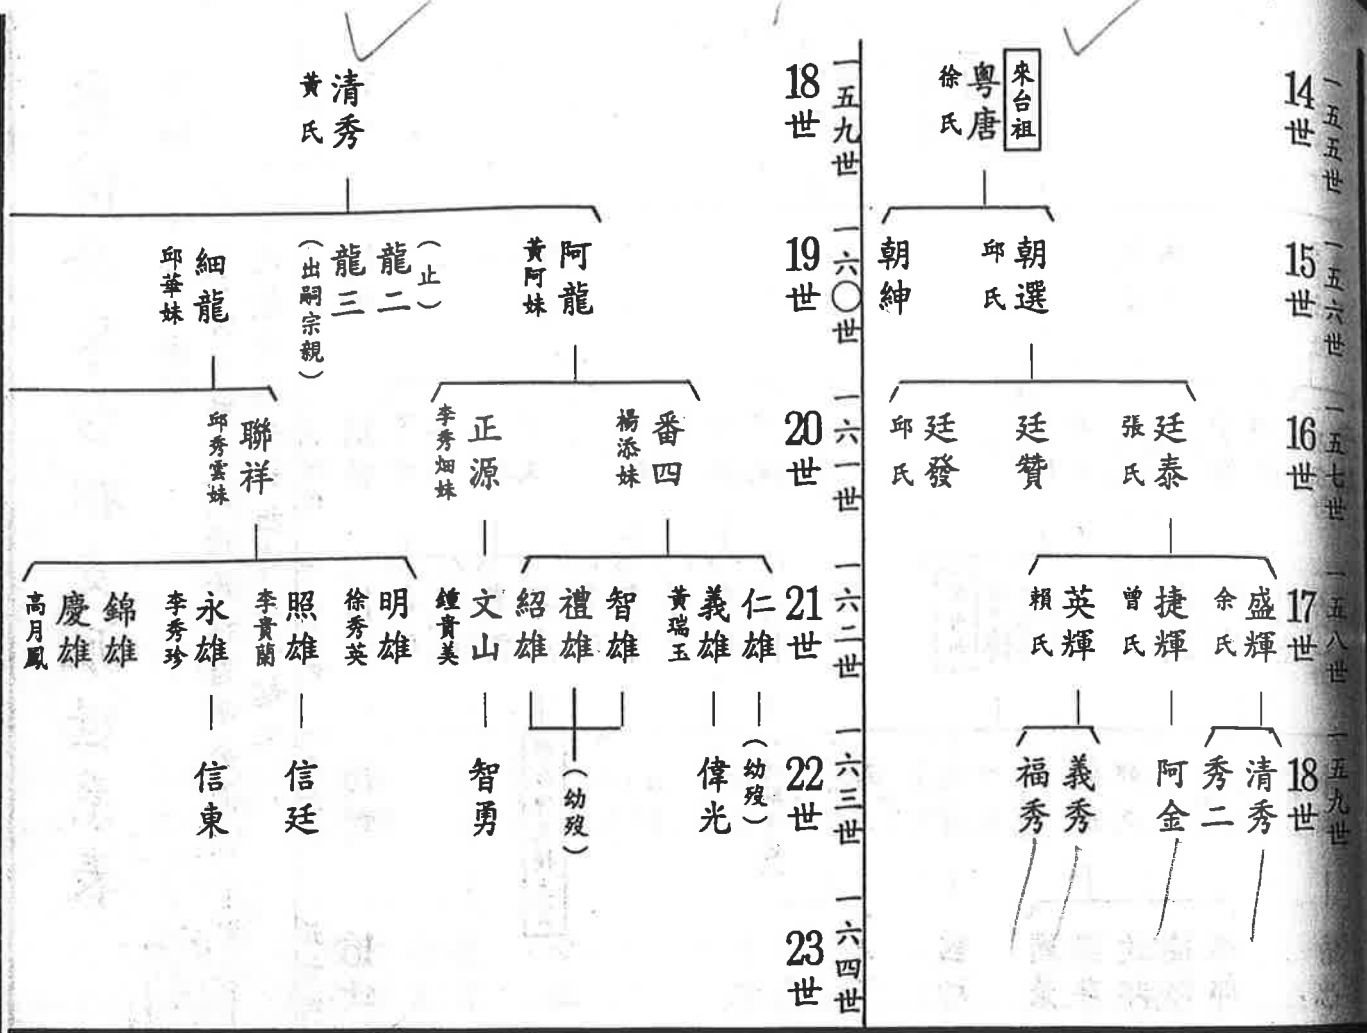 一五五世
14世
來台祖
粵唐
徐氏
一五六世
15世
朝選
邱氏
朝紳
一五七世
16世
廷泰
張氏
廷贊
廷發
邱氏
一五八世
17世
盛輝
余氏
捷輝
曾氏
英輝
賴氏
一五九世
18世
清秀
秀二
阿金
義秀
福秀
一五九世
18世
清秀
黃氏
一六〇世
19世
阿龍
黃阿妹
(止)
龍二
龍三
(出嗣宗親)
細龍
邱華妹
一六一世
20世
番四
楊添妹
正源
李秀畑妹
聯祥
邱秀雲妹
一六二世
21世
仁雄
義雄
黃瑞玉
智雄
禮雄
紹雄
文山
鍾貴美
明雄
徐秀英
照雄
李貴蘭
永雄
李秀珍
錦雄
慶雄
高月鳳
一六三世
22世
(幼歿)
偉光
(幼歿)
智勇
信廷
信東
一六四世
23世